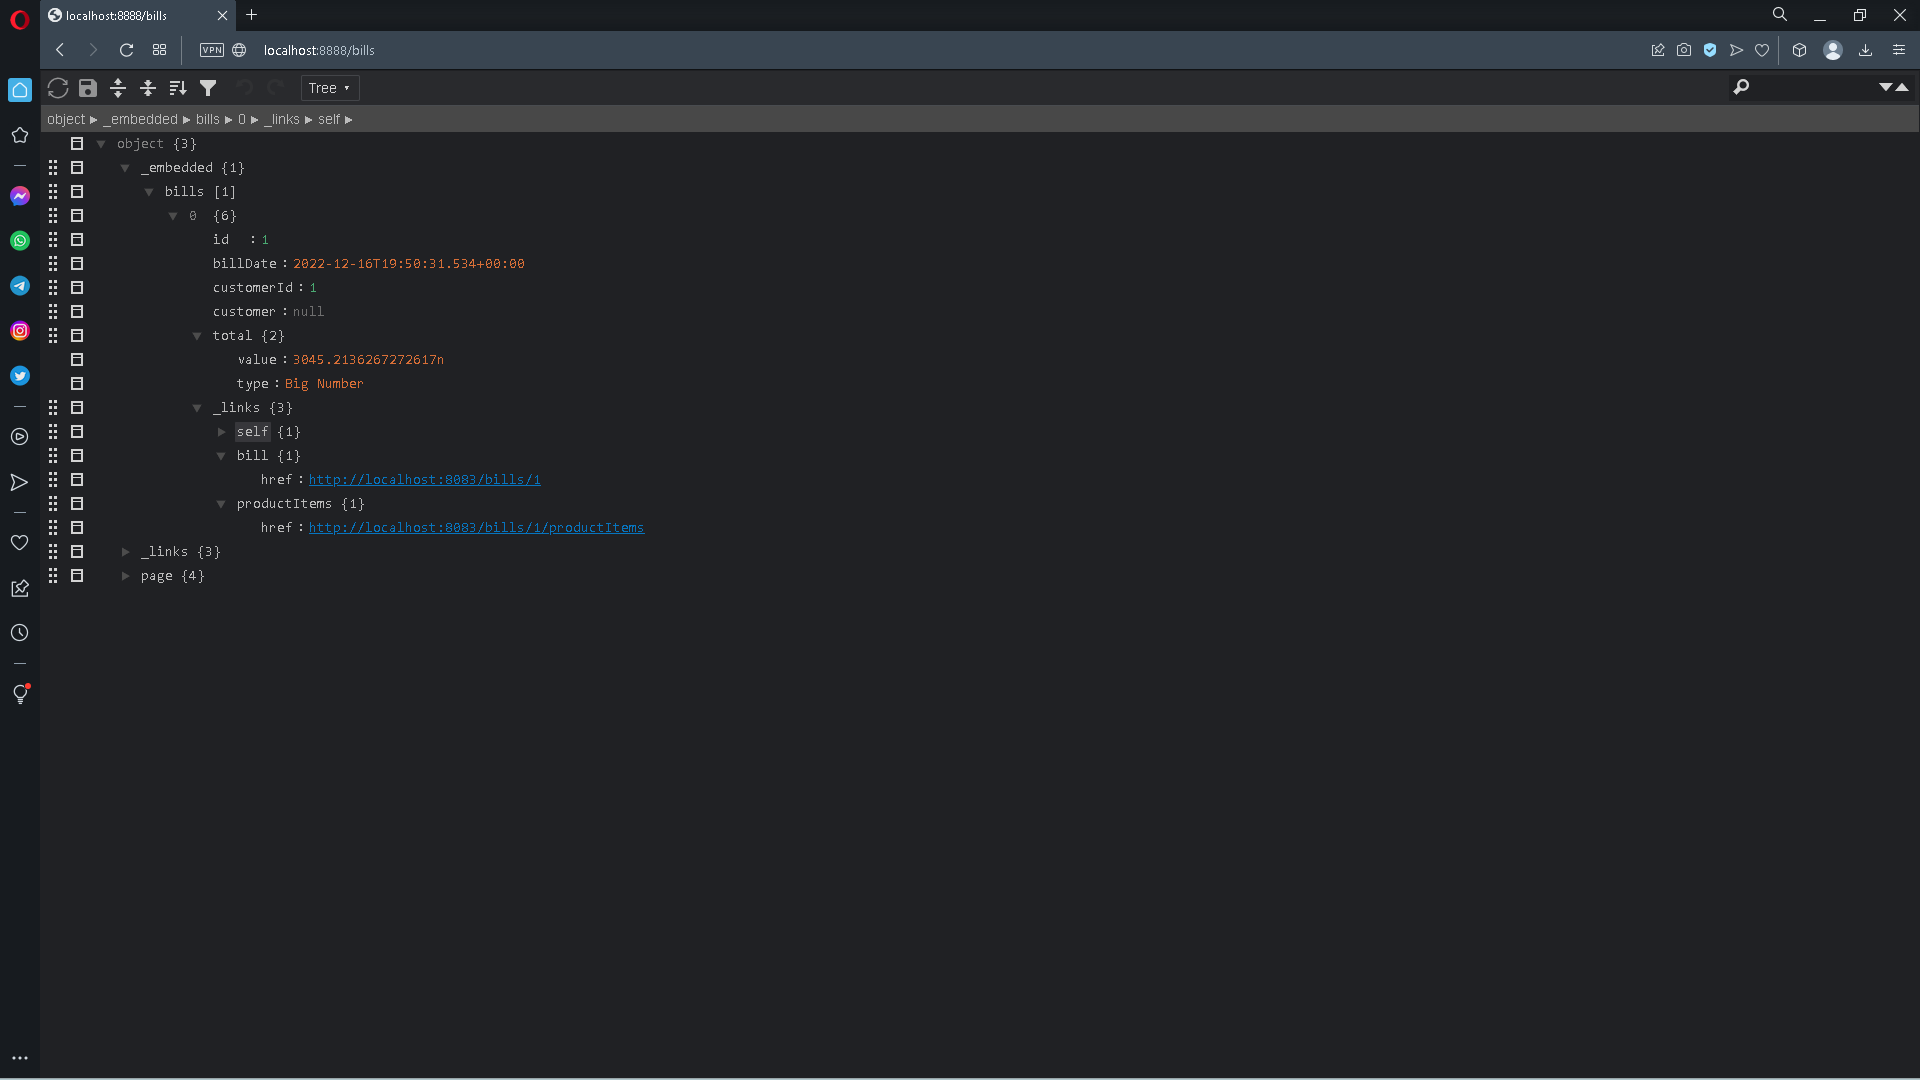 localhost:8888/bills
VPN localhost:8888/bills
Tree
object ► _embedded ► bills ► 0 ► _links ► self ►
object {3}
_embedded {1}
bills [1]
0 {6}
id : 1
billDate : 2022-12-16T19:50:31.534+00:00
customerId : 1
customer : null
total {2}
value : 3045.2136267272617n
type : Big Number
_links {3}
self {1}
bill {1}
href : http://localhost:8083/bills/1
productItems {1}
href : http://localhost:8083/bills/1/productItems
_links {3}
page {4}